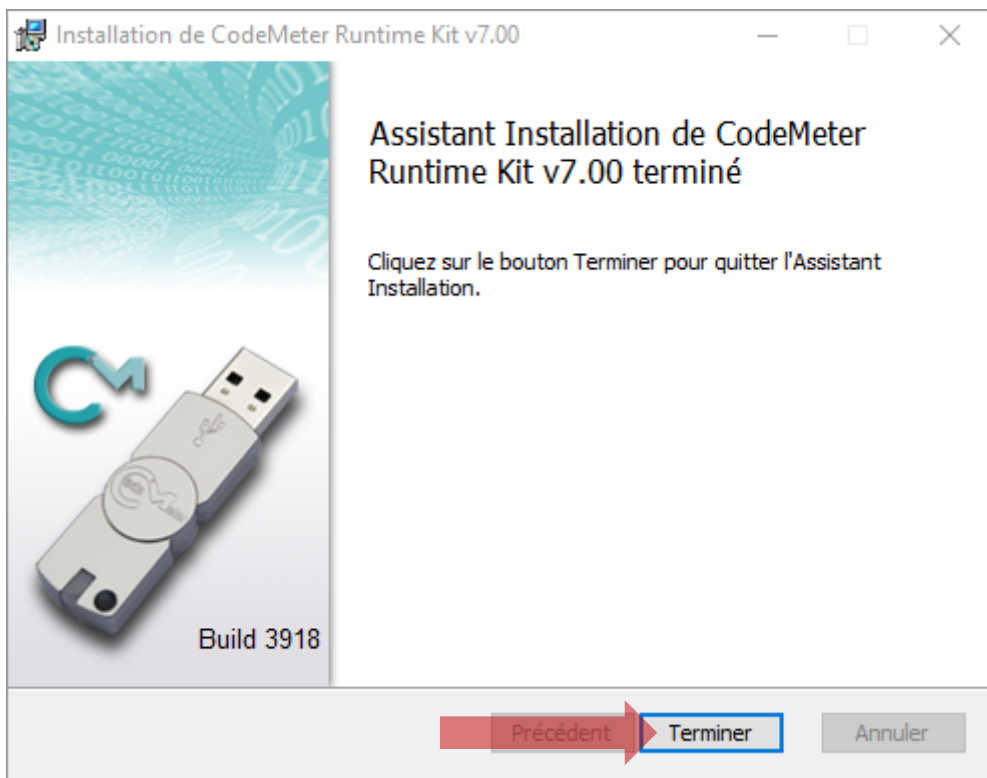 Installation de CodeMeter Runtime Kit v7.00
Assistant Installation de CodeMeter
Runtime Kit v7.00 terminé
Cliquez sur le bouton Terminer pour quitter l'Assistant
Installation.
CM
Build 3918
Précédent Terminer Annuler